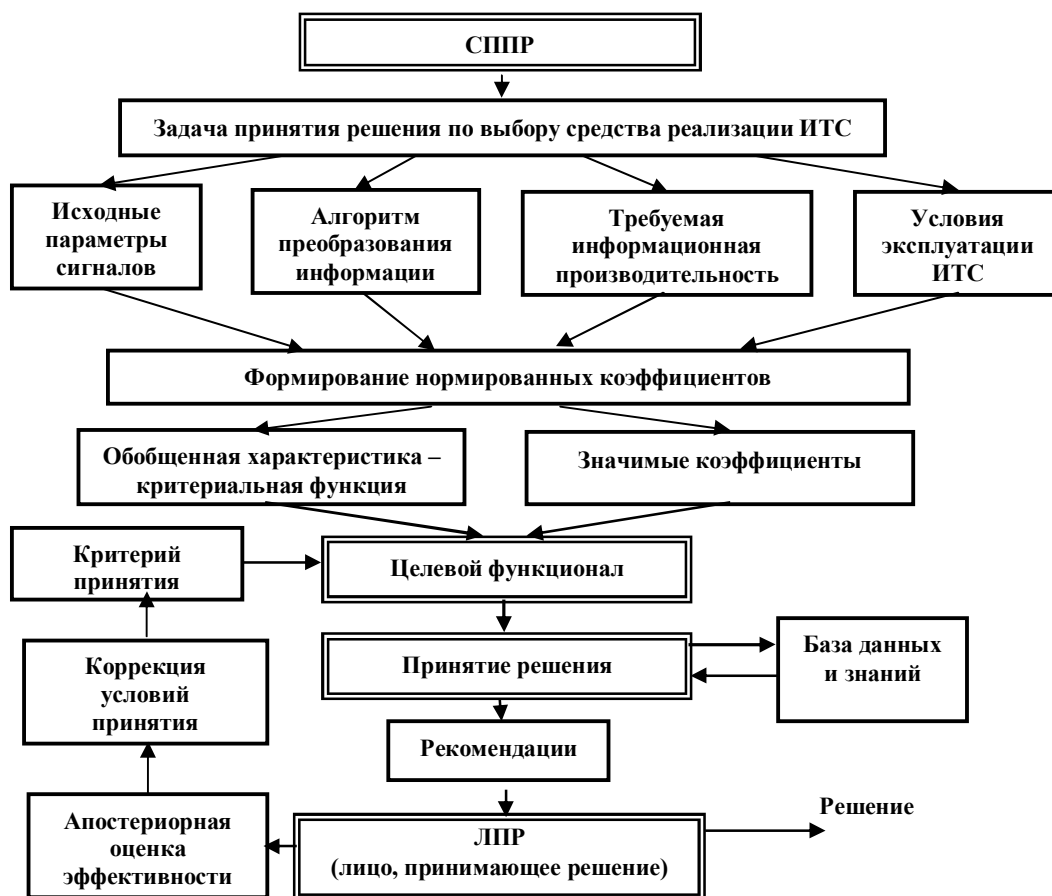 СППР
Задача принятия решения по выбору средства реализации ИТС
Исходные
параметры
сигналов
Алгоритм
преобразования
информации
Требуемая
информационная
производительность
Условия
эксплуатации
ИТС
Формирование нормированных коэффициентов
Обобщенная характеристика –
критериальная функция
Значимые коэффициенты
Критерий
принятия
Целевой функционал
Коррекция
условий
принятия
Принятие решения
База данных
и знаний
Рекомендации
Апостериорная
оценка
эффективности
ЛПР
(лицо, принимающее решение)
Решение